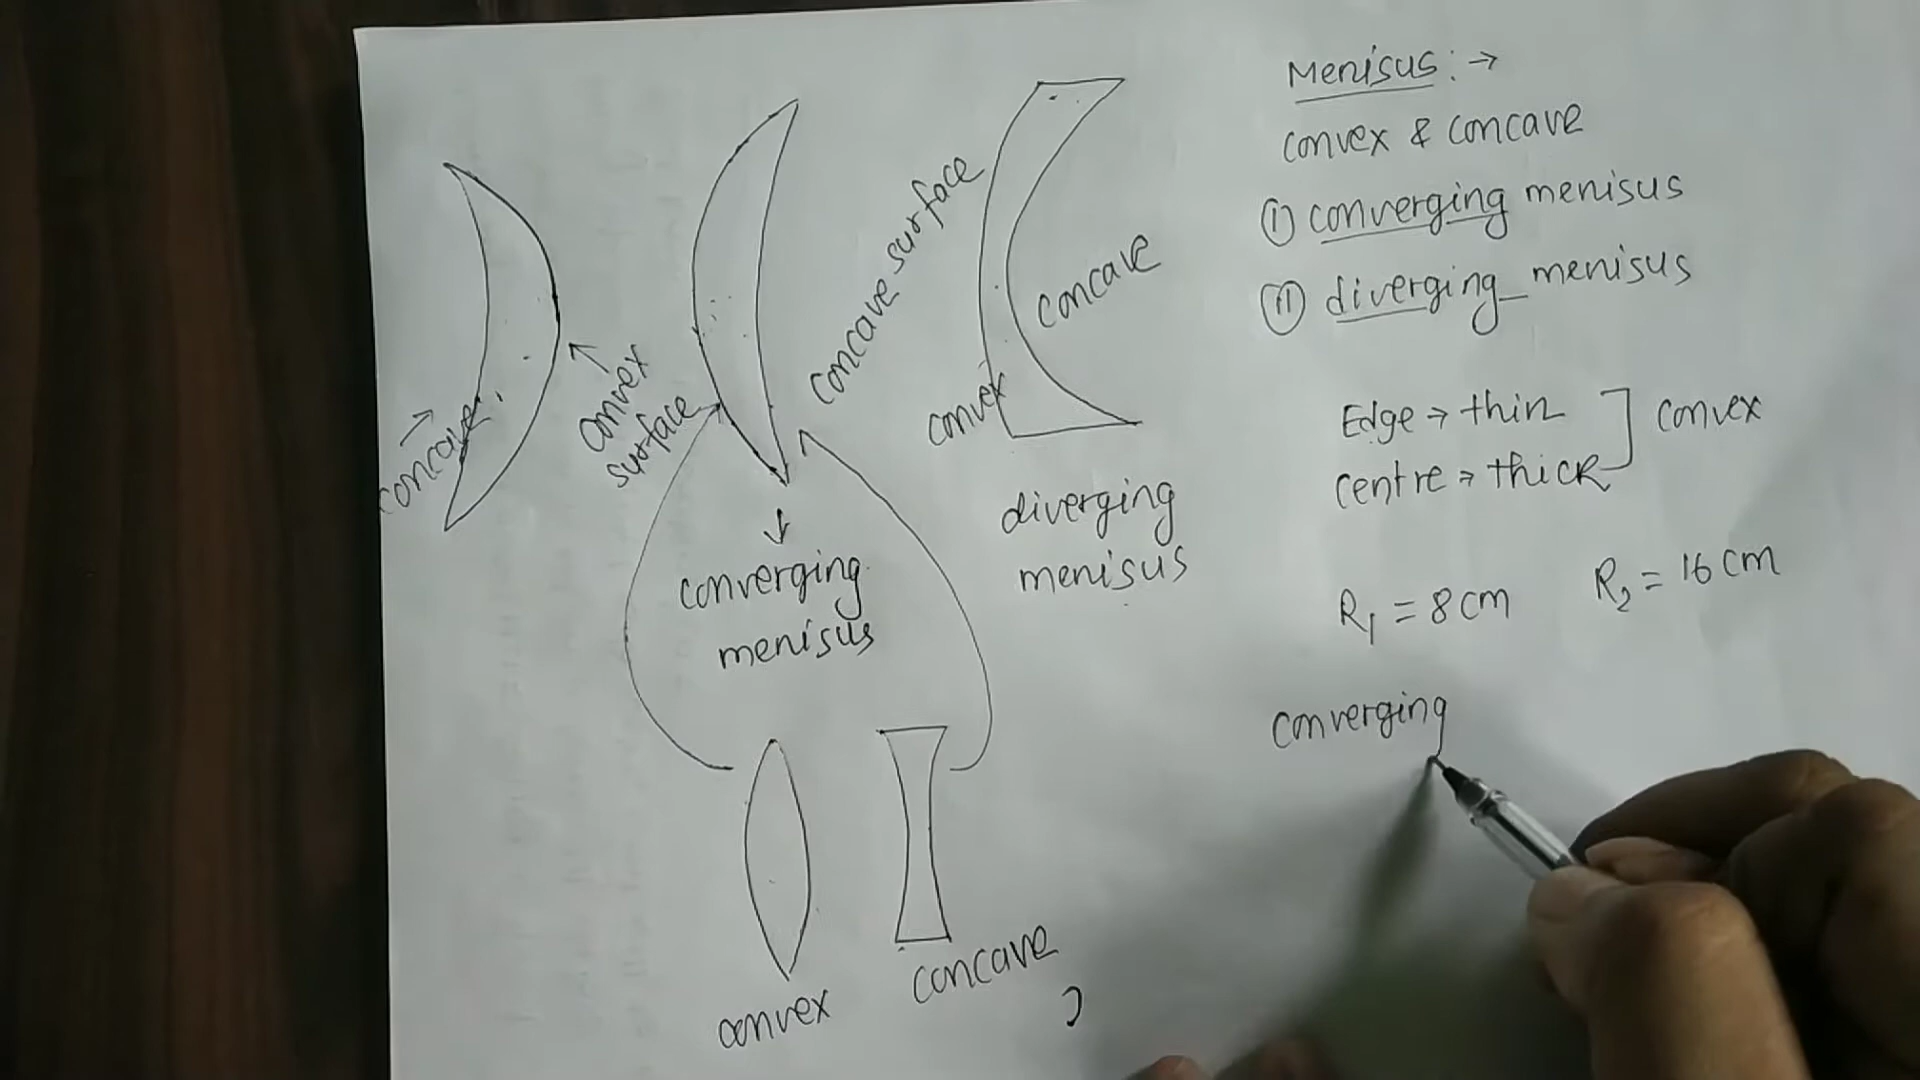 Menisus : →
convex & concave
(I) converging menisus
(II) diverging menisus
Edge → thin
centre → thick
convex
R1 = 8 cm
R2 = 16 cm
converging
concave
convex
surface
concave surface
convex
concave
converging
menisus
diverging
menisus
convex
concave